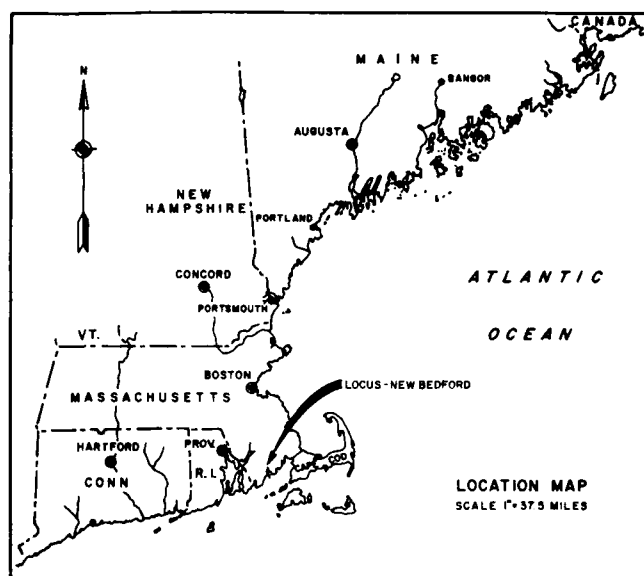 CANADA
N
MAINE
BANGOR
AUGUSTA
NEW
HAMPSHIRE
PORTLAND
CONCORD
PORTSMOUTH
ATLANTIC
OCEAN
VT.
BOSTON
MASSACHUSETTS
LOCUS-NEW BEDFORD
HARTFORD
PROV.
R.I.
CONN
CAPE COD
LOCATION MAP
SCALE 1"=37.5 MILES